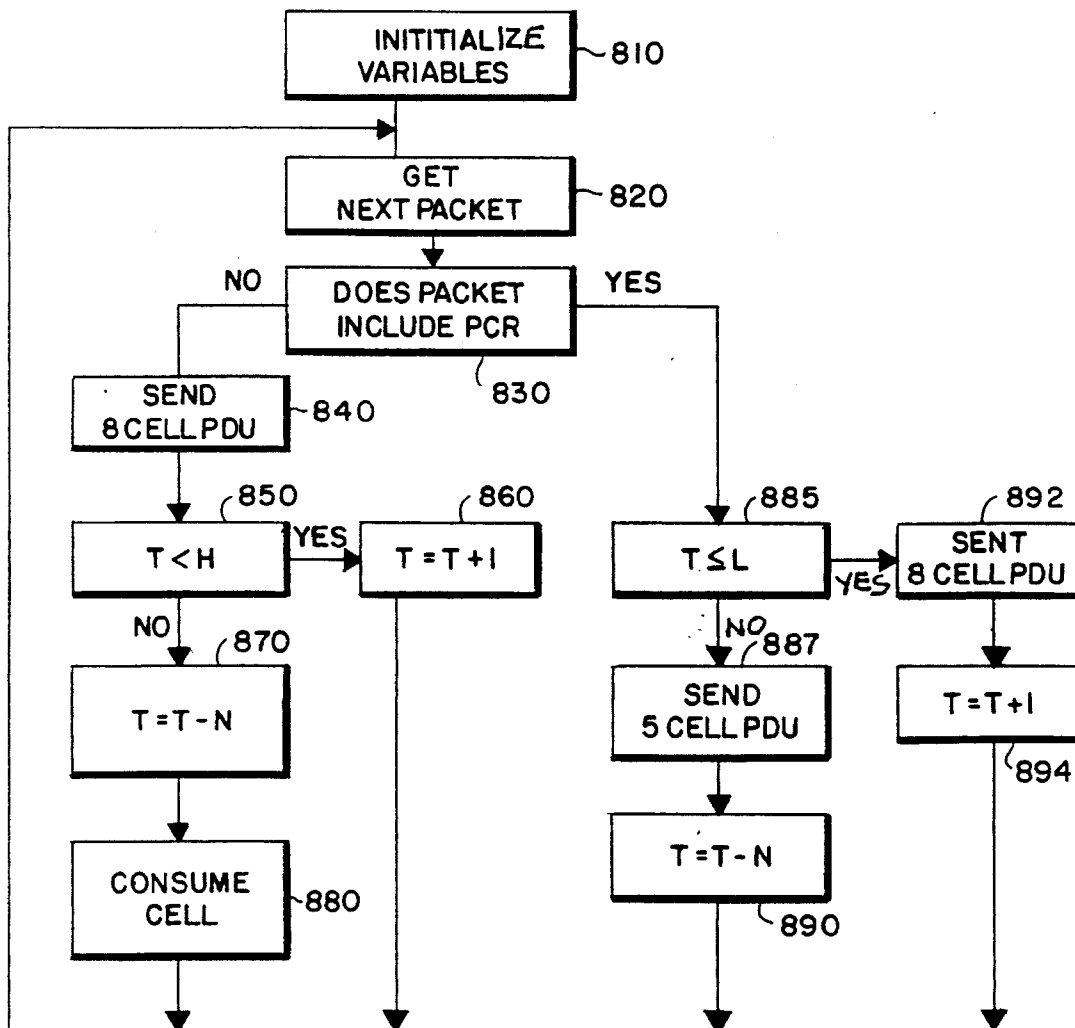 INITITIALIZE
VARIABLES
810
GET
NEXT PACKET
820
NO
DOES PACKET
INCLUDE PCR
YES
830
SEND
8 CELL PDU
840
850
T < H
YES
860
T = T + 1
885
T ≤ L
YES
892
SENT
8 CELL PDU
NO
870
T = T - N
NO
887
SEND
5 CELL PDU
T = T + 1
894
CONSUME
CELL
880
T = T - N
890